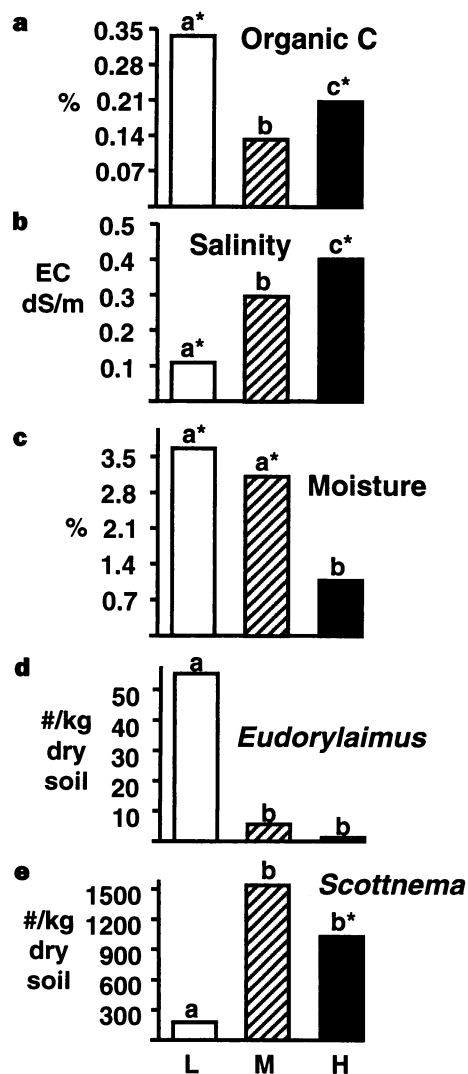 a
a*
0.35
Organic C
0.28
c*
% 0.21
b
0.14
0.07
b
0.5
Salinity
c*
EC
0.4
b
dS/m
0.3
0.2
a*
0.1
c
a*
3.5
a*
2.8
Moisture
% 2.1
1.4
b
0.7
d
a
50
#/kg
40
Eudorylaimus
dry
30
soil
20
10
b
b
e
b
Scottnema
1500
#/kg
1200
b*
dry
900
soil
600
a
300
L M H